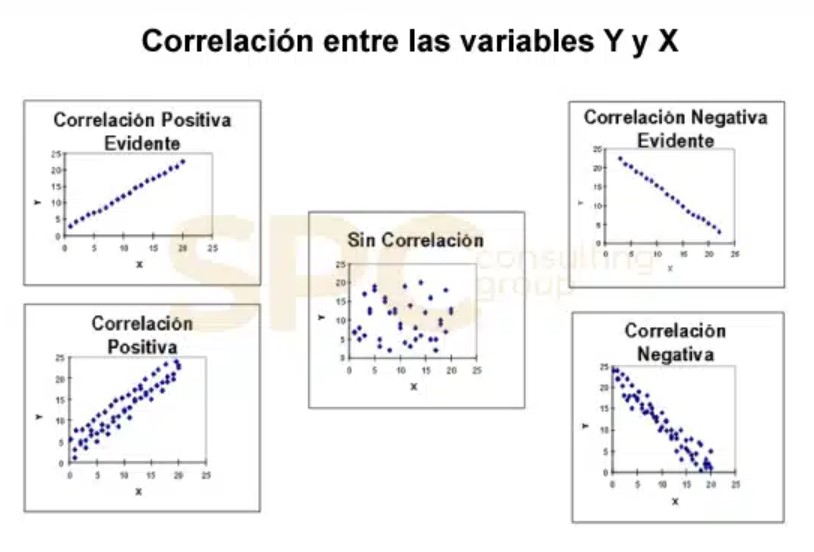 Correlación entre las variables Y y X
Correlación Positiva
Evidente
25
20
15
10
5
0
Y
0 5 10 15 20 25
X
Correlación Negativa
Evidente
25
20
15
10
5
0
Y
0 5 10 15 20 25
X
Sin Correlación
25
20
15
10
5
0
Y
0 5 10 15 20 25
X
SPC consulting
group
Correlación
Positiva
25
20
15
10
5
0
Y
0 5 10 15 20 25
X
Correlación
Negativa
25
20
15
10
5
0
Y
0 5 10 15 20 25
X